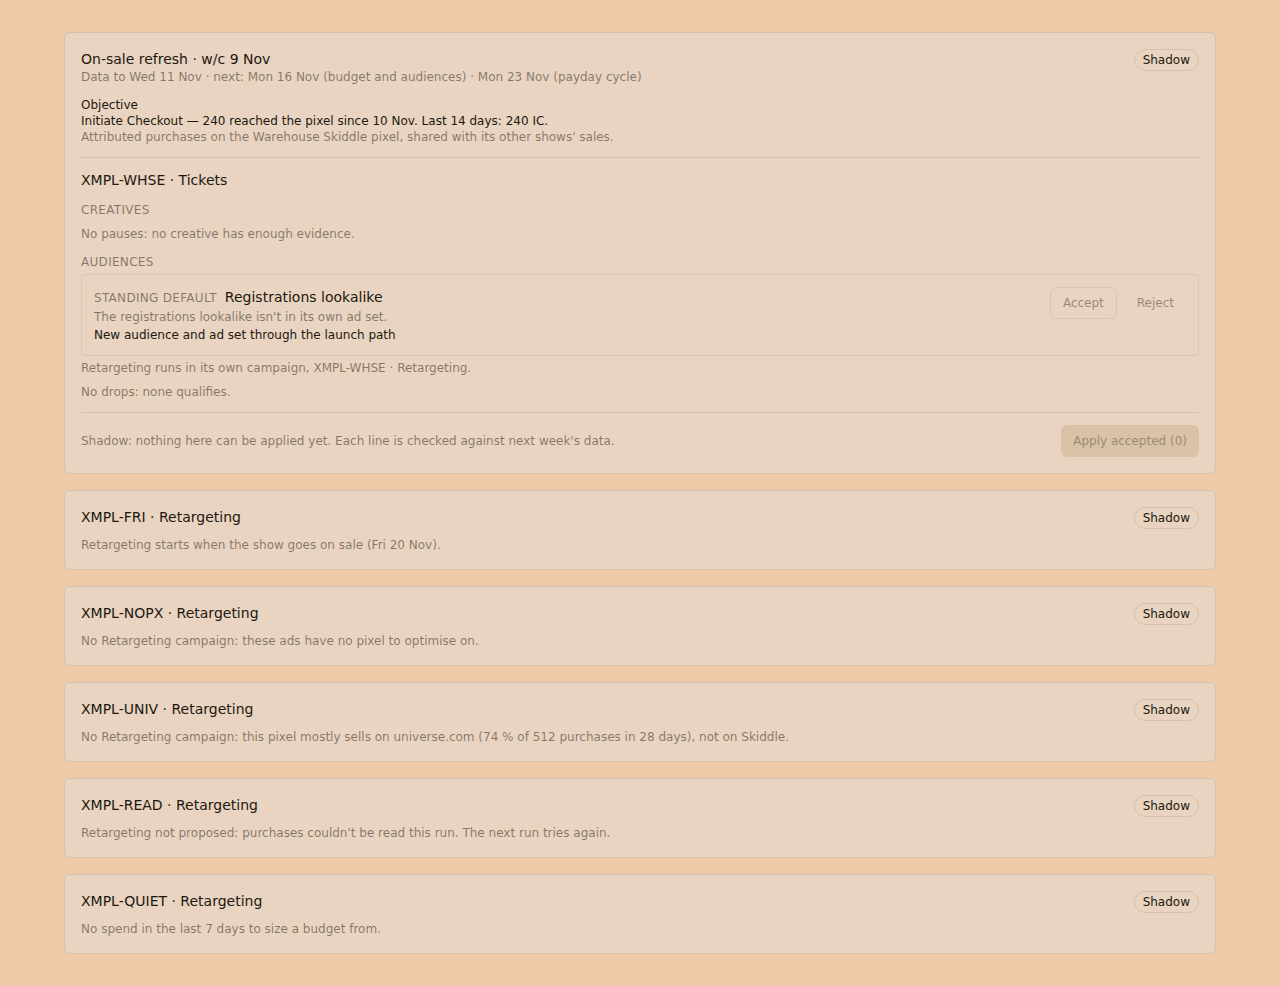 On-sale refresh · w/c 9 Nov
Shadow
Data to Wed 11 Nov · next: Mon 16 Nov (budget and audiences) · Mon 23 Nov (payday cycle)
Objective
Initiate Checkout — 240 reached the pixel since 10 Nov. Last 14 days: 240 IC.
Attributed purchases on the Warehouse Skiddle pixel, shared with its other shows' sales.
XMPL-WHSE · Tickets
CREATIVES
No pauses: no creative has enough evidence.
AUDIENCES
STANDING DEFAULT Registrations lookalike
Accept
Reject
The registrations lookalike isn't in its own ad set.
New audience and ad set through the launch path
Retargeting runs in its own campaign, XMPL-WHSE · Retargeting.
No drops: none qualifies.
Shadow: nothing here can be applied yet. Each line is checked against next week's data.
Apply accepted (0)
XMPL-FRI · Retargeting
Shadow
Retargeting starts when the show goes on sale (Fri 20 Nov).
XMPL-NOPX · Retargeting
Shadow
No Retargeting campaign: these ads have no pixel to optimise on.
XMPL-UNIV · Retargeting
Shadow
No Retargeting campaign: this pixel mostly sells on universe.com (74 % of 512 purchases in 28 days), not on Skiddle.
XMPL-READ · Retargeting
Shadow
Retargeting not proposed: purchases couldn't be read this run. The next run tries again.
XMPL-QUIET · Retargeting
Shadow
No spend in the last 7 days to size a budget from.